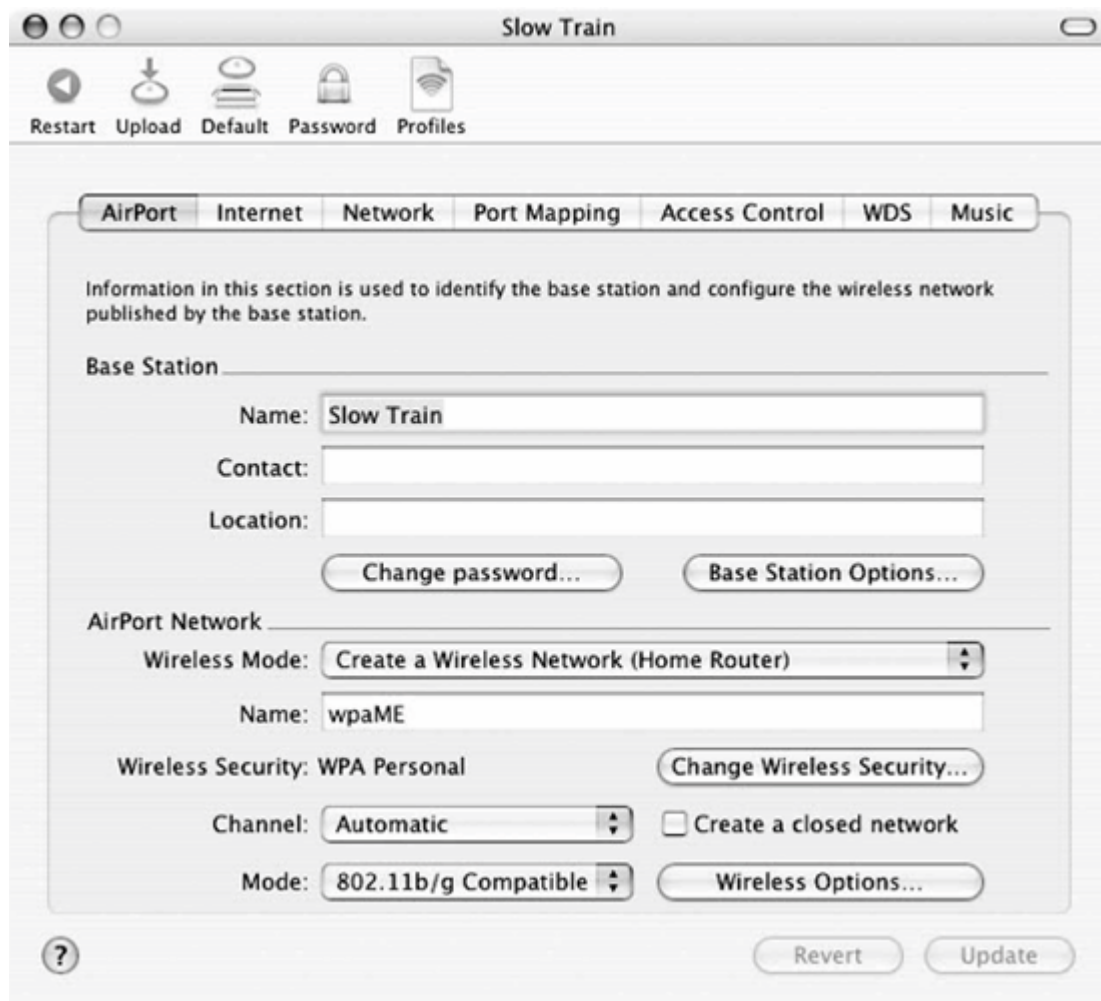 Slow Train
Restart Upload Default Password Profiles
AirPort Internet Network Port Mapping Access Control WDS Music
Information in this section is used to identify the base station and configure the wireless network
published by the base station.
Base Station
Name: Slow Train
Contact:
Location:
Change password... Base Station Options...
AirPort Network
Wireless Mode: Create a Wireless Network (Home Router)
Name: wpaME
Wireless Security: WPA Personal Change Wireless Security...
Channel: Automatic Create a closed network
Mode: 802.11b/g Compatible Wireless Options...
? Revert Update